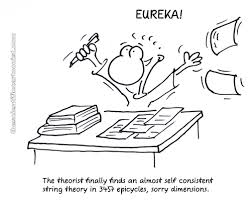 EUREKA!
The theorist finally finds an almost self consistent
string theory in 3457 epicycles, sorry dimensions.